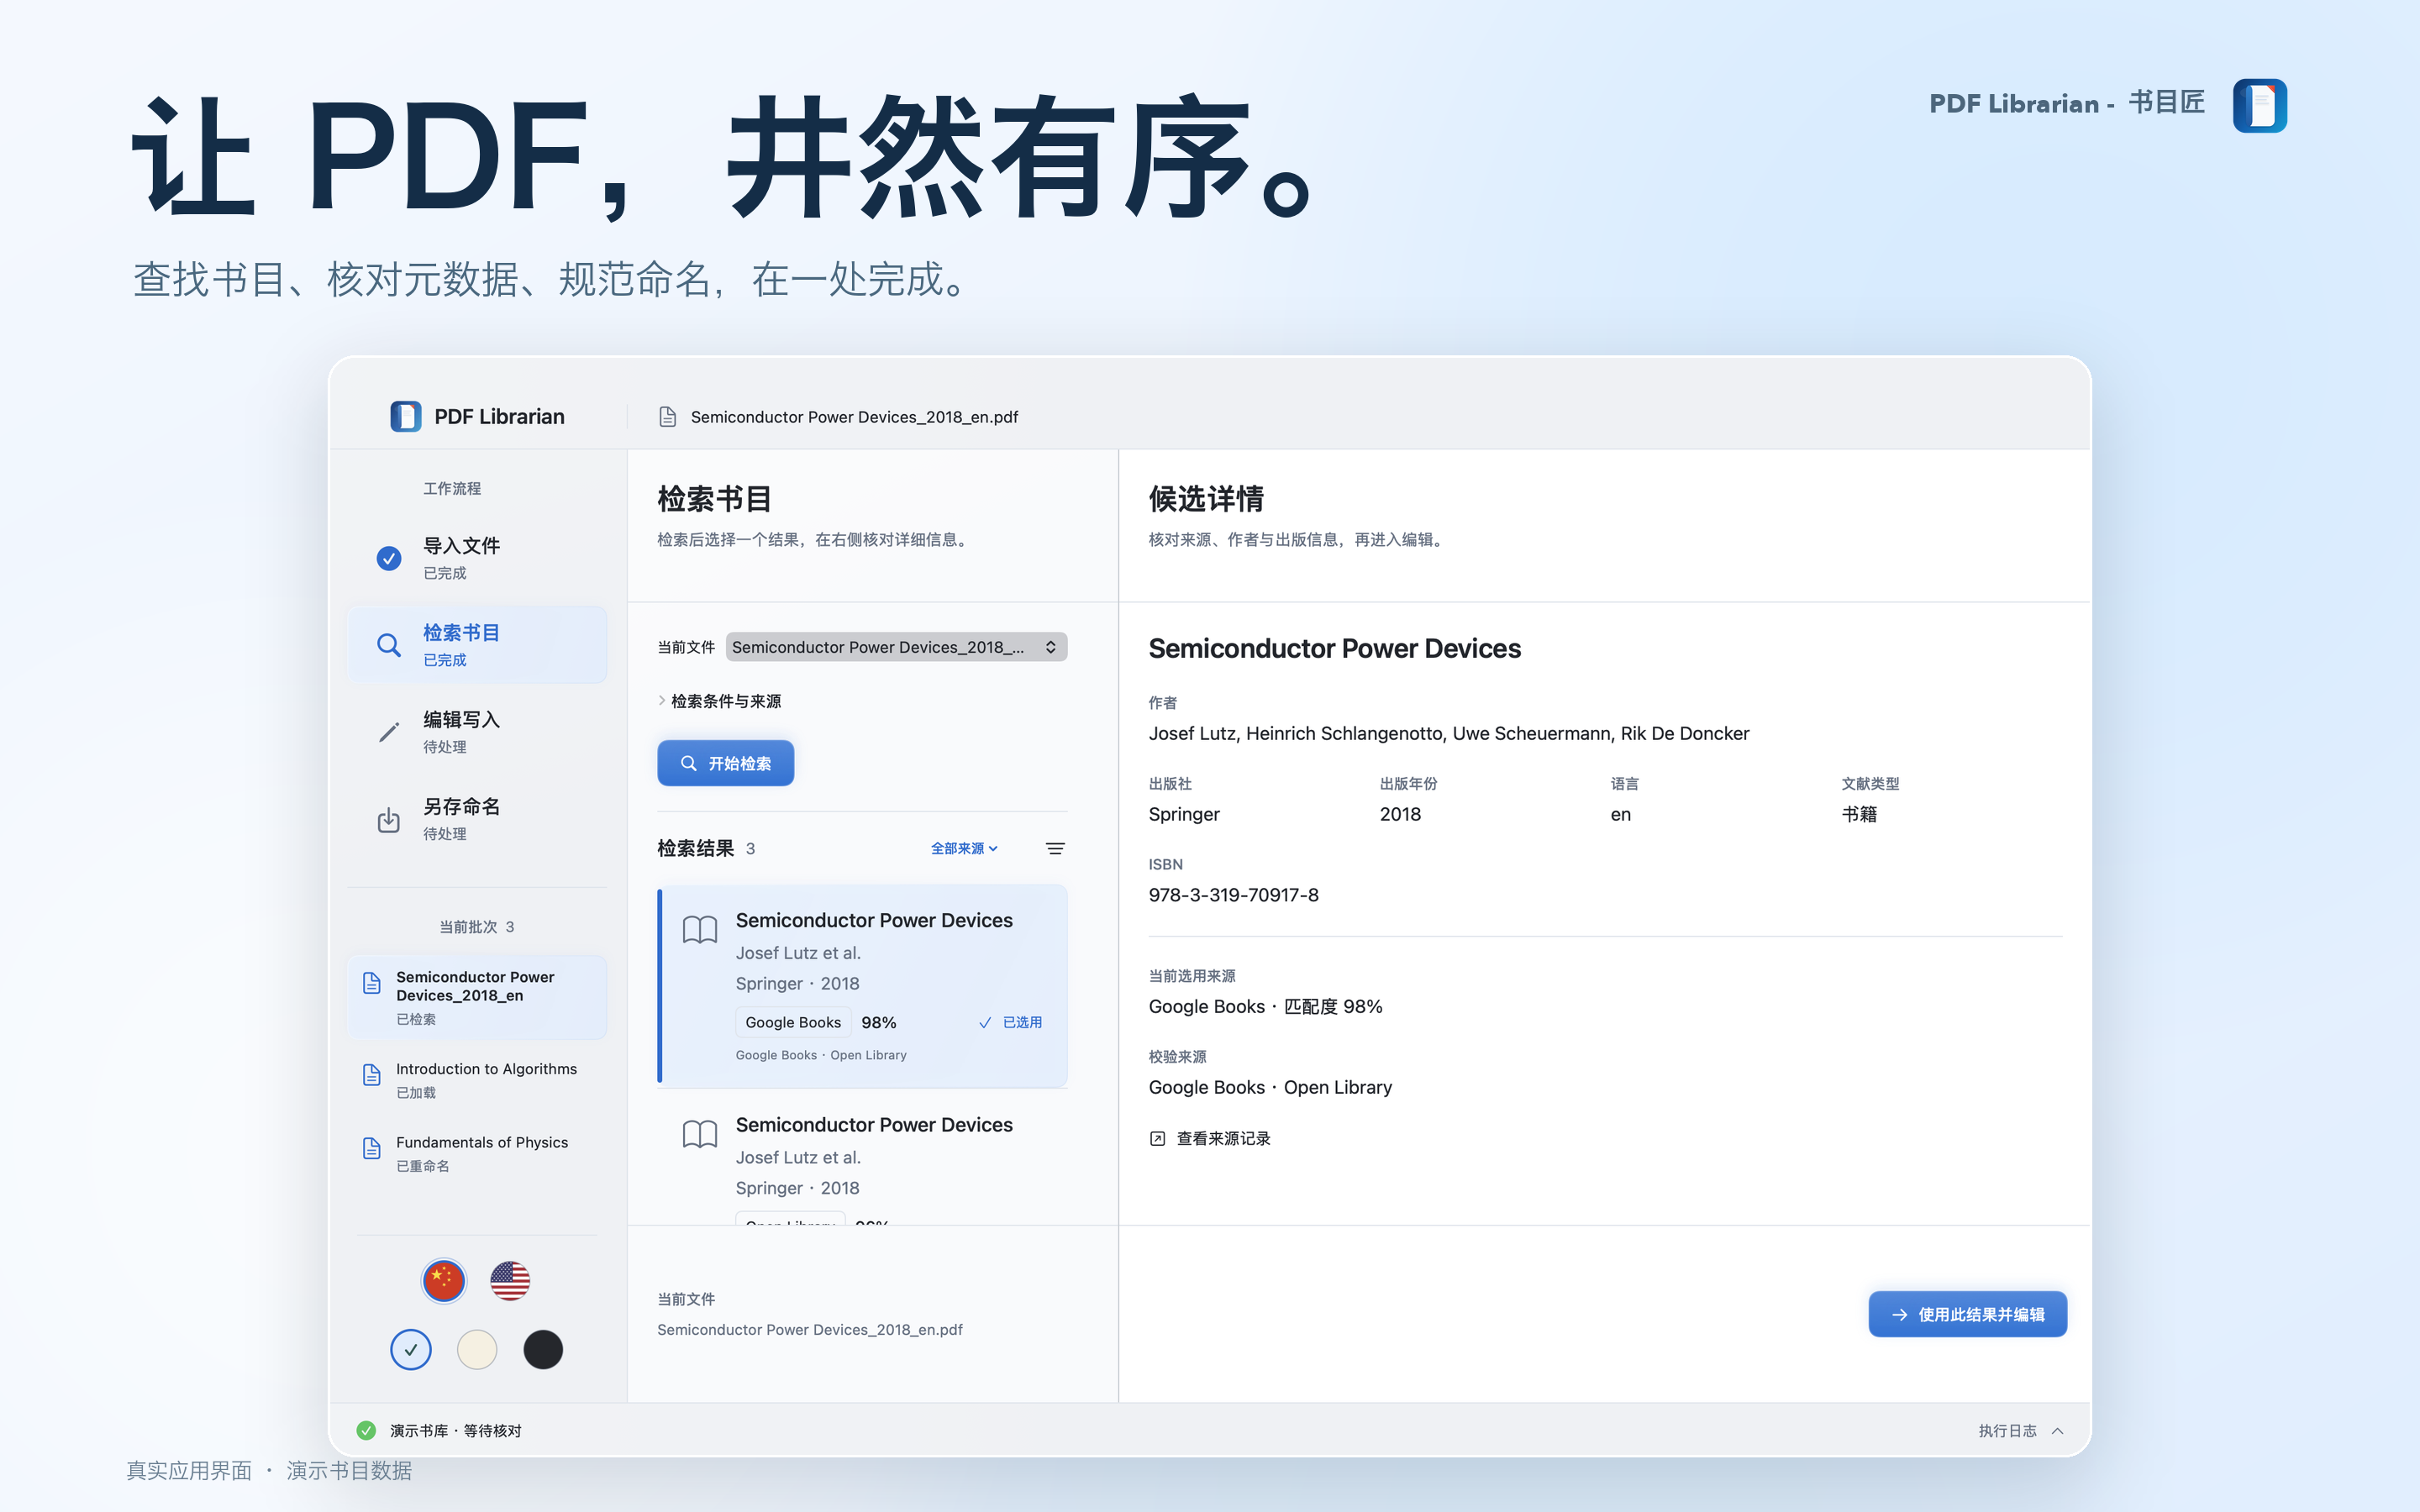 让 PDF，井然有序。
PDF Librarian - 书目匠
查找书目、核对元数据、规范命名，在一处完成。
PDF Librarian
Semiconductor Power Devices_2018_en.pdf
工作流程
导入文件
已完成
检索书目
已完成
编辑写入
待处理
另存命名
待处理
当前批次 3
Semiconductor Power
Devices_2018_en
已检索
Introduction to Algorithms
已加载
Fundamentals of Physics
已重命名
检索书目
检索后选择一个结果，在右侧核对详细信息。
当前文件 Semiconductor Power Devices_2018_...
检索条件与来源
开始检索
检索结果 3 全部来源
Semiconductor Power Devices
Josef Lutz et al.
Springer · 2018
Google Books 98% 已选用
Google Books · Open Library
Semiconductor Power Devices
Josef Lutz et al.
Springer · 2018
Open Library 96%
当前文件
Semiconductor Power Devices_2018_en.pdf
候选详情
核对来源、作者与出版信息，再进入编辑。
Semiconductor Power Devices
作者
Josef Lutz, Heinrich Schlangenotto, Uwe Scheuermann, Rik De Doncker
出版社 出版年份 语言 文献类型
Springer 2018 en 书籍
ISBN
978-3-319-70917-8
当前选用来源
Google Books · 匹配度 98%
校验来源
Google Books · Open Library
查看来源记录
使用此结果并编辑
演示书库 · 等待核对
执行日志
真实应用界面 · 演示书目数据